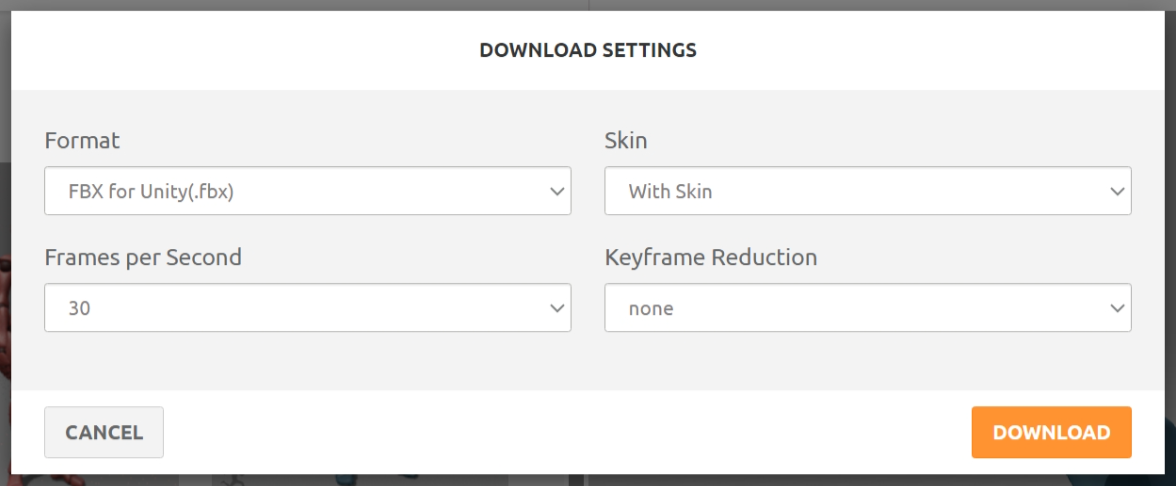 DOWNLOAD SETTINGS
Format
Skin
FBX for Unity(.fbx)
With Skin
Frames per Second
Keyframe Reduction
30
none
CANCEL
DOWNLOAD